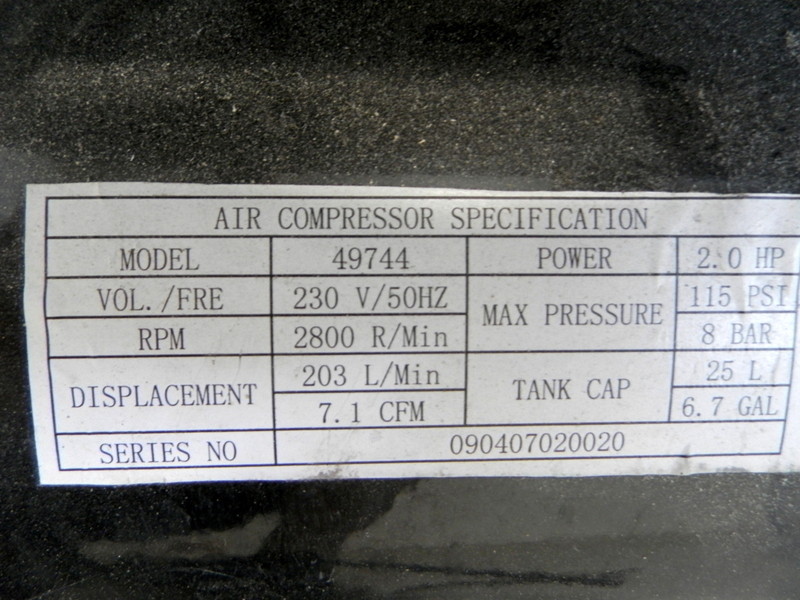 AIR COMPRESSOR SPECIFICATION
MODEL 49744 POWER 2.0 HP
VOL./FRE 230 V/50HZ MAX PRESSURE 115 PSI
RPM 2800 R/Min 8 BAR
DISPLACEMENT 203 L/Min TANK CAP 25 L
7.1 CFM 6.7 GAL
SERIES NO 090407020020